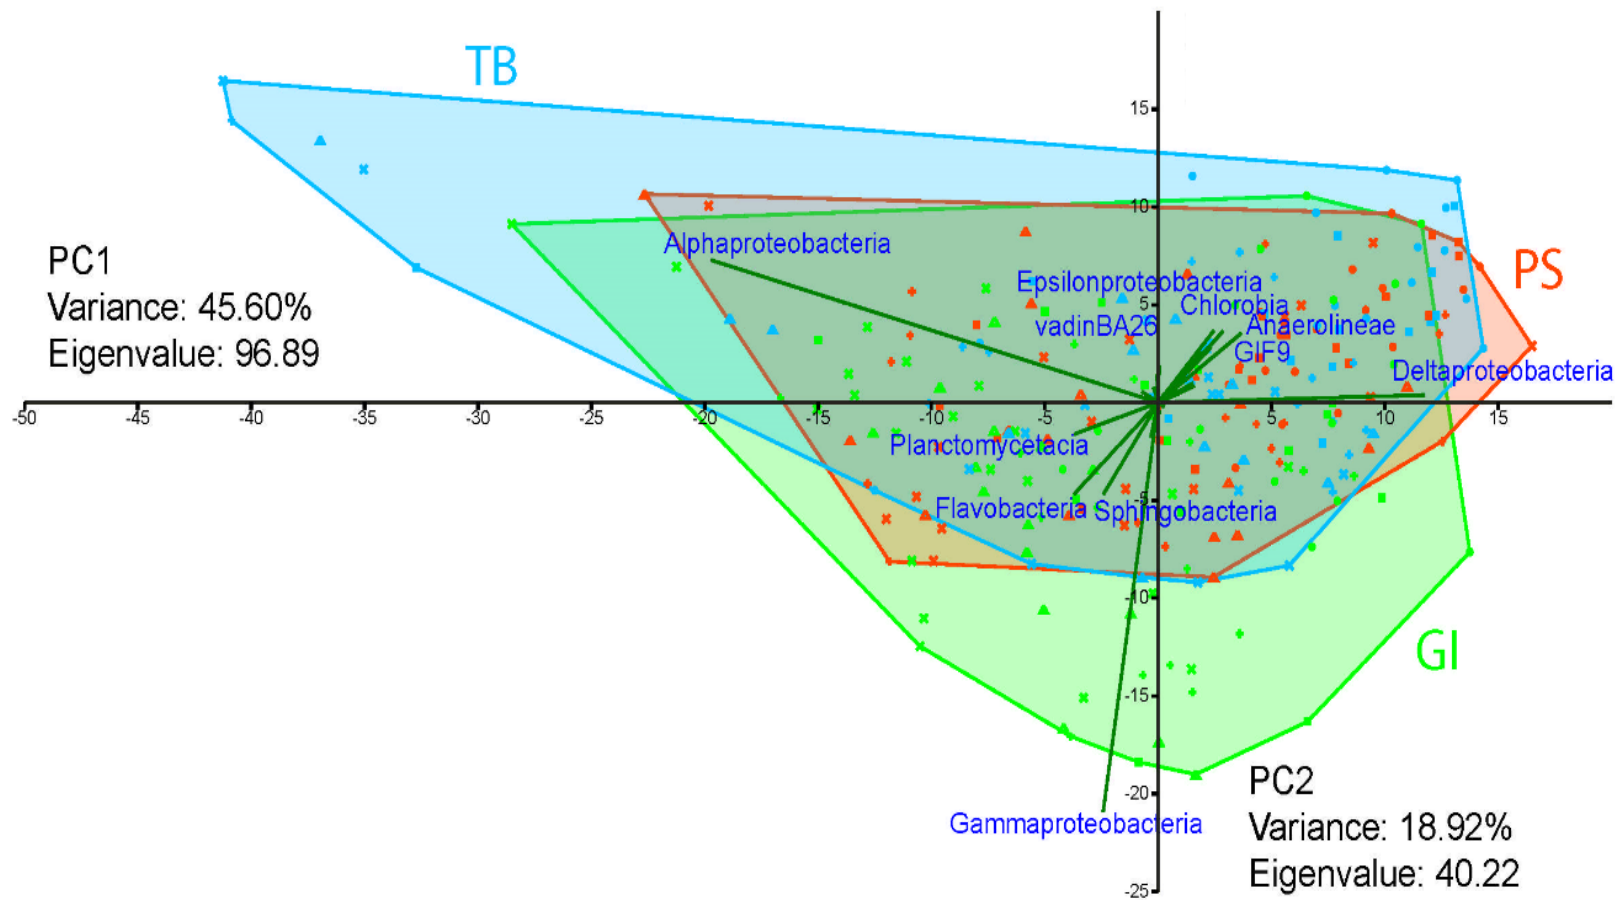 TB
15
10
PC1
Variance: 45.60%
Eigenvalue: 96.89
Alphaproteobacteria
PS
Epsilonproteobacteria
5
Chlorobia
vadinBA26
Anaerolineae
GIF9
Deltaproteobacteria
-50 -45 -40 -35 -30 -25 -20 -15 -10 -5 5 10 15
Planctomycetacia
-5
Flavobacteria Sphingobacteria
-10
GI
-15
-20
PC2
Gammaproteobacteria
Variance: 18.92%
Eigenvalue: 40.22
-25